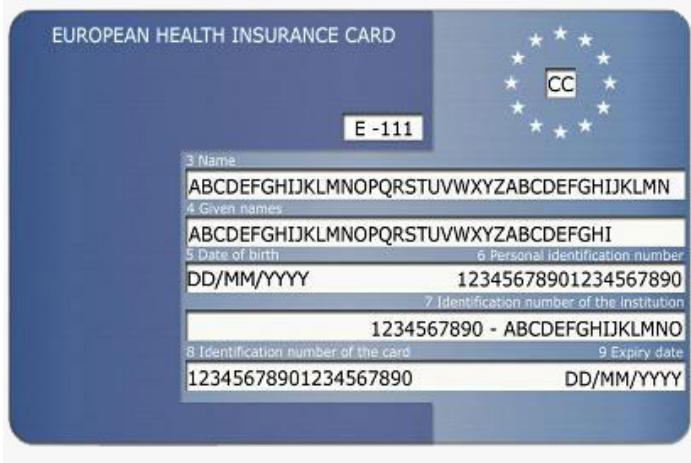 EUROPEAN HEALTH INSURANCE CARD
CC
E -111
3 Name
ABCDEFGHIJKLMNOPQRSTUVWXYZABCDEFGHIJKLMN
4 Given names
ABCDEFGHIJKLMNOPQRSTUVWXYZABCDEFGHI
5 Date of birth 6 Personal identification number
DD/MM/YYYY 12345678901234567890
7 Identification number of the institution
1234567890 - ABCDEFGHIJKLMNO
8 Identification number of the card 9 Expiry date
12345678901234567890 DD/MM/YYYY